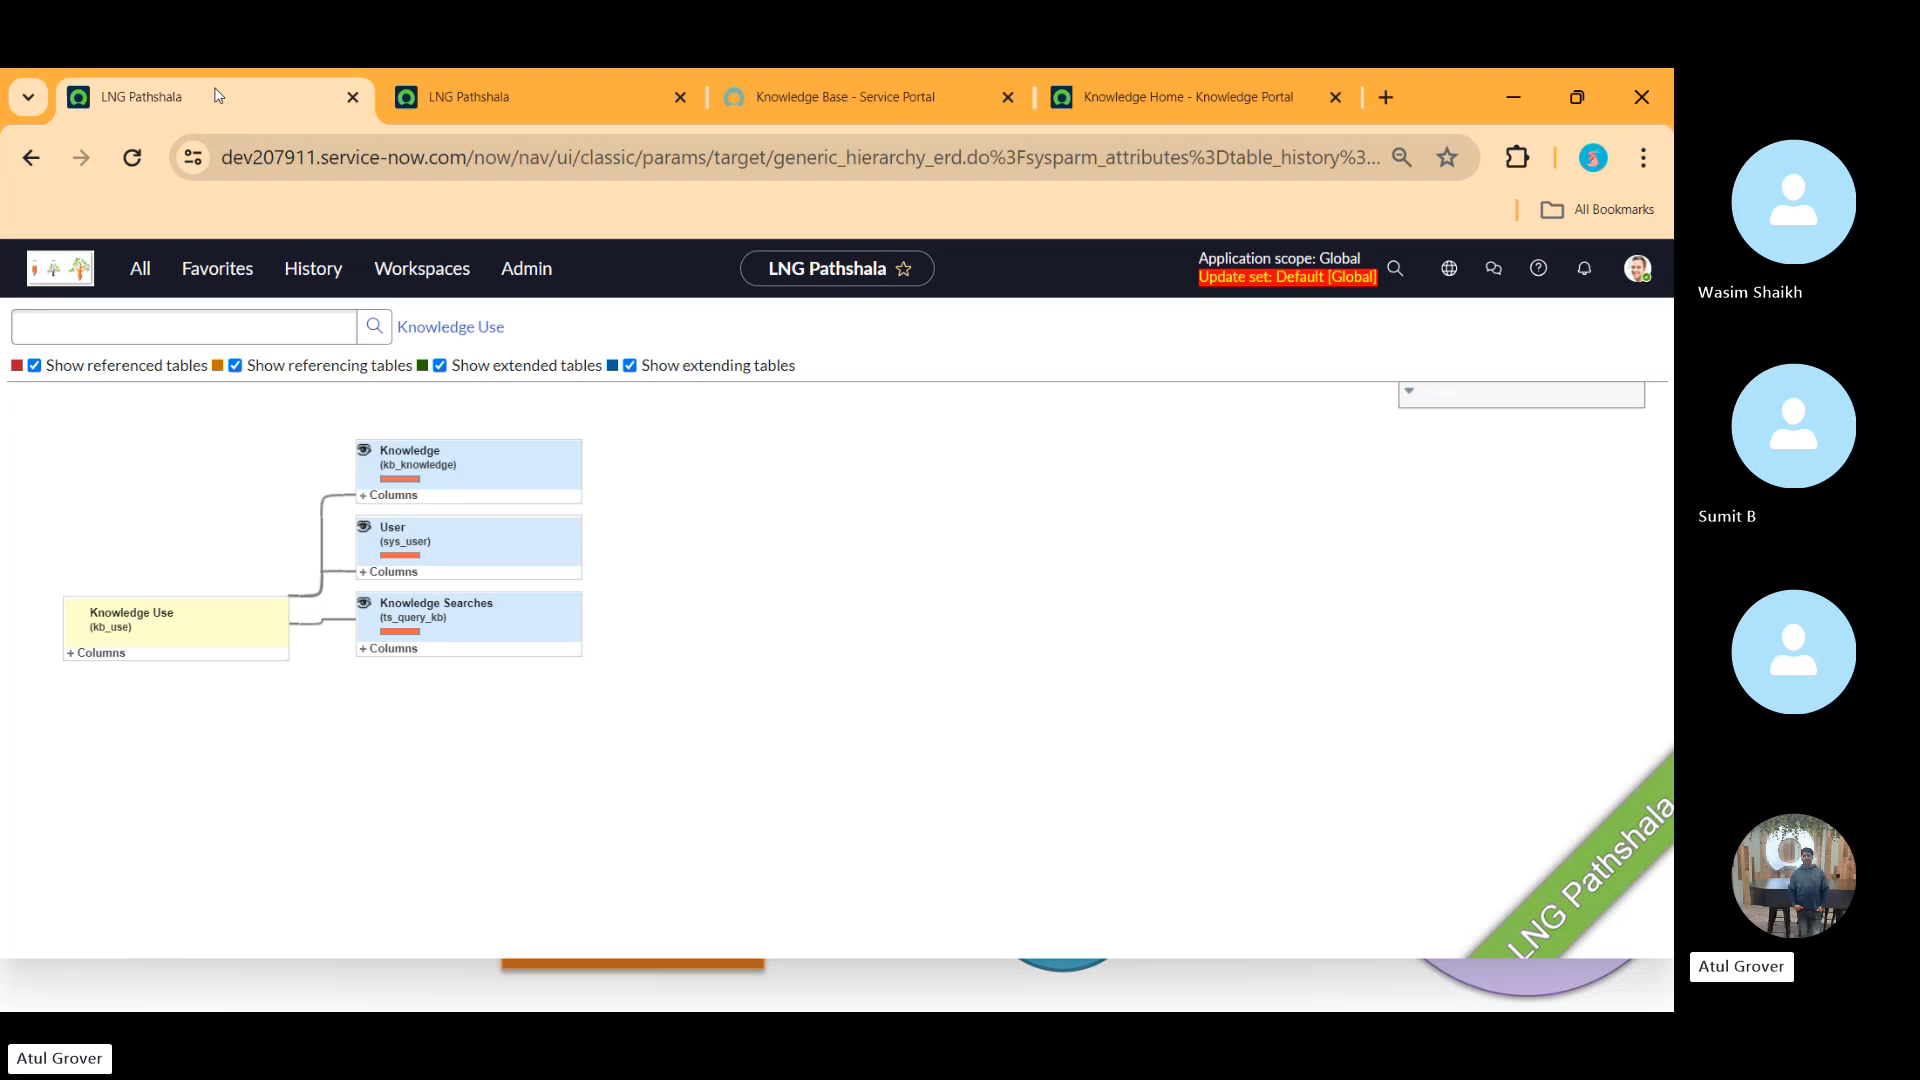 LNG Pathshala
LNG Pathshala
Knowledge Base - Service Portal
Knowledge Home - Knowledge Portal
dev207911.service-now.com/now/nav/ui/classic/params/target/generic_hierarchy_erd.do%3Fsysparm_attributes%3Dtable_history%3...
All Bookmarks
All
Favorites
History
Workspaces
Admin
LNG Pathshala
Application scope: Global
Update set: Default [Global]
Knowledge Use
Show referenced tables
Show referencing tables
Show extended tables
Show extending tables
Knowledge
(kb_knowledge)
+ Columns
User
(sys_user)
+ Columns
Knowledge Searches
(ts_query_kb)
+ Columns
Knowledge Use
(kb_use)
+ Columns
LNG Pathshala
Wasim Shaikh
Sumit B
Atul Grover
Atul Grover